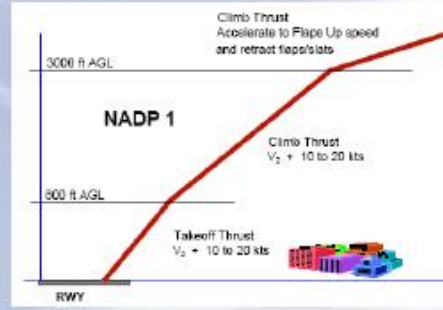 Climb Thrust
Accelerate to Flaps Up speed
and retract flaps/slats
3000 ft AGL
NADP 1
Climb Thrust
V₂ + 10 to 20 kts
800 ft AGL
Takeoff Thrust
V₂ + 10 to 20 kts
RWY